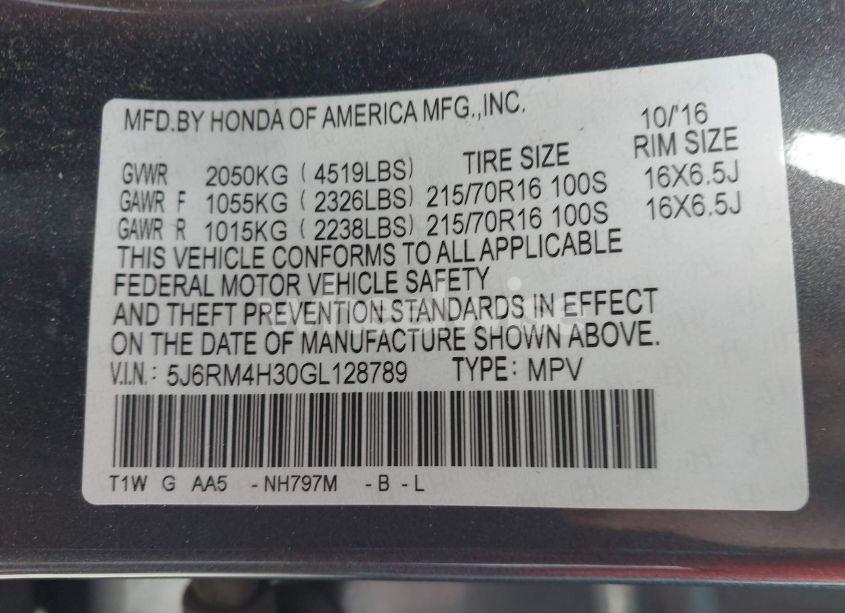 MFD.BY HONDA OF AMERICA MFG.,INC. 10/'16
GVWR 2050KG ( 4519LBS) TIRE SIZE RIM SIZE
GAWR F 1055KG ( 2326LBS) 215/70R16 100S 16X6.5J
GAWR R 1015KG ( 2238LBS) 215/70R16 100S 16X6.5J
THIS VEHICLE CONFORMS TO ALL APPLICABLE
FEDERAL MOTOR VEHICLE SAFETY
AND THEFT PREVENTION STANDARDS IN EFFECT
ON THE DATE OF MANUFACTURE SHOWN ABOVE.
V.I.N.: 5J6RM4H30GL128789 TYPE: MPV
T1W G AA5 -NH797M -B -L